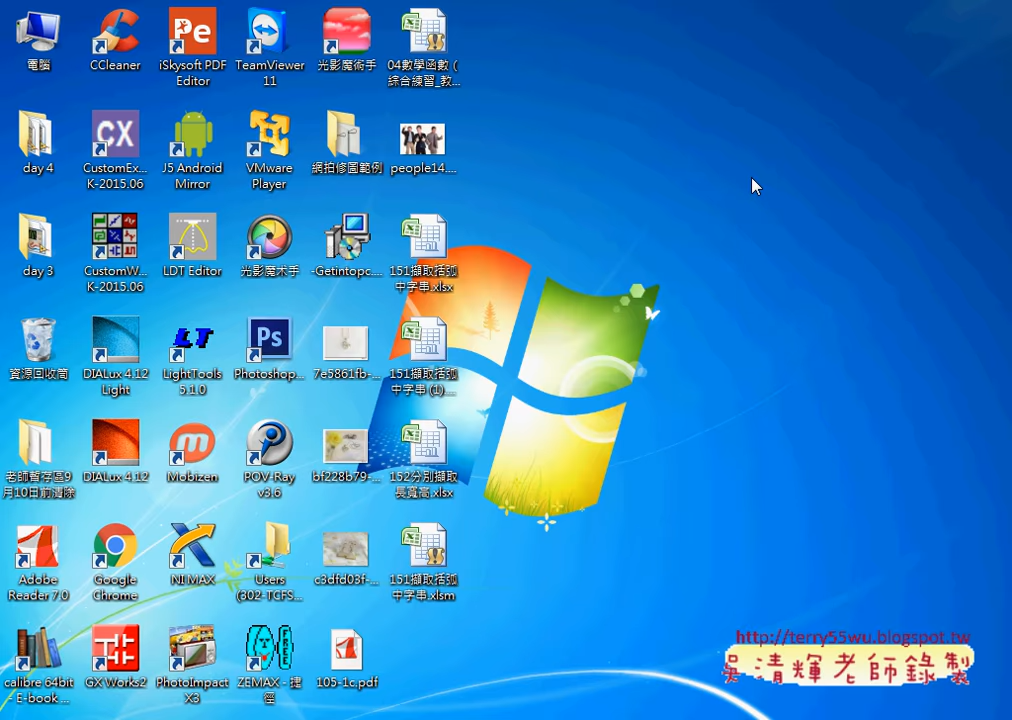 電腦
CCleaner
iSkysoft PDF
Editor
TeamViewer
11
光影魔術手
04數學函數 (
綜合練習_教...
day 4
CustomEx...
K-2015.06
J5 Android
Mirror
VMware
Player
網拍修圖範例
people14....
day 3
CustomW...
K-2015.06
LDT Editor
光影魔术手
-Getintopc....
151擷取括弧
中字串.xlsx
資源回收筒
DIALux 4.12
Light
LightTools
5.1.0
Photoshop...
7e5861fb-...
151擷取括弧
中字串 (1)....
老師暫存區9
月10日前清除
DIALux 4.12
Mobizen
POV-Ray
v3.6
bf228b79-...
152分別擷取
長寬高.xlsx
Adobe
Reader 7.0
Google
Chrome
NI MAX
Users
(302-TCFS...
c3dfd03f-...
151擷取括弧
中字串.xlsm
calibre 64bit
- E-book ...
GX Works2
PhotoImpact
X3
ZEMAX - 捷
徑
105-1c.pdf
http://terry55wu.blogspot.tw
吳清輝老師錄製